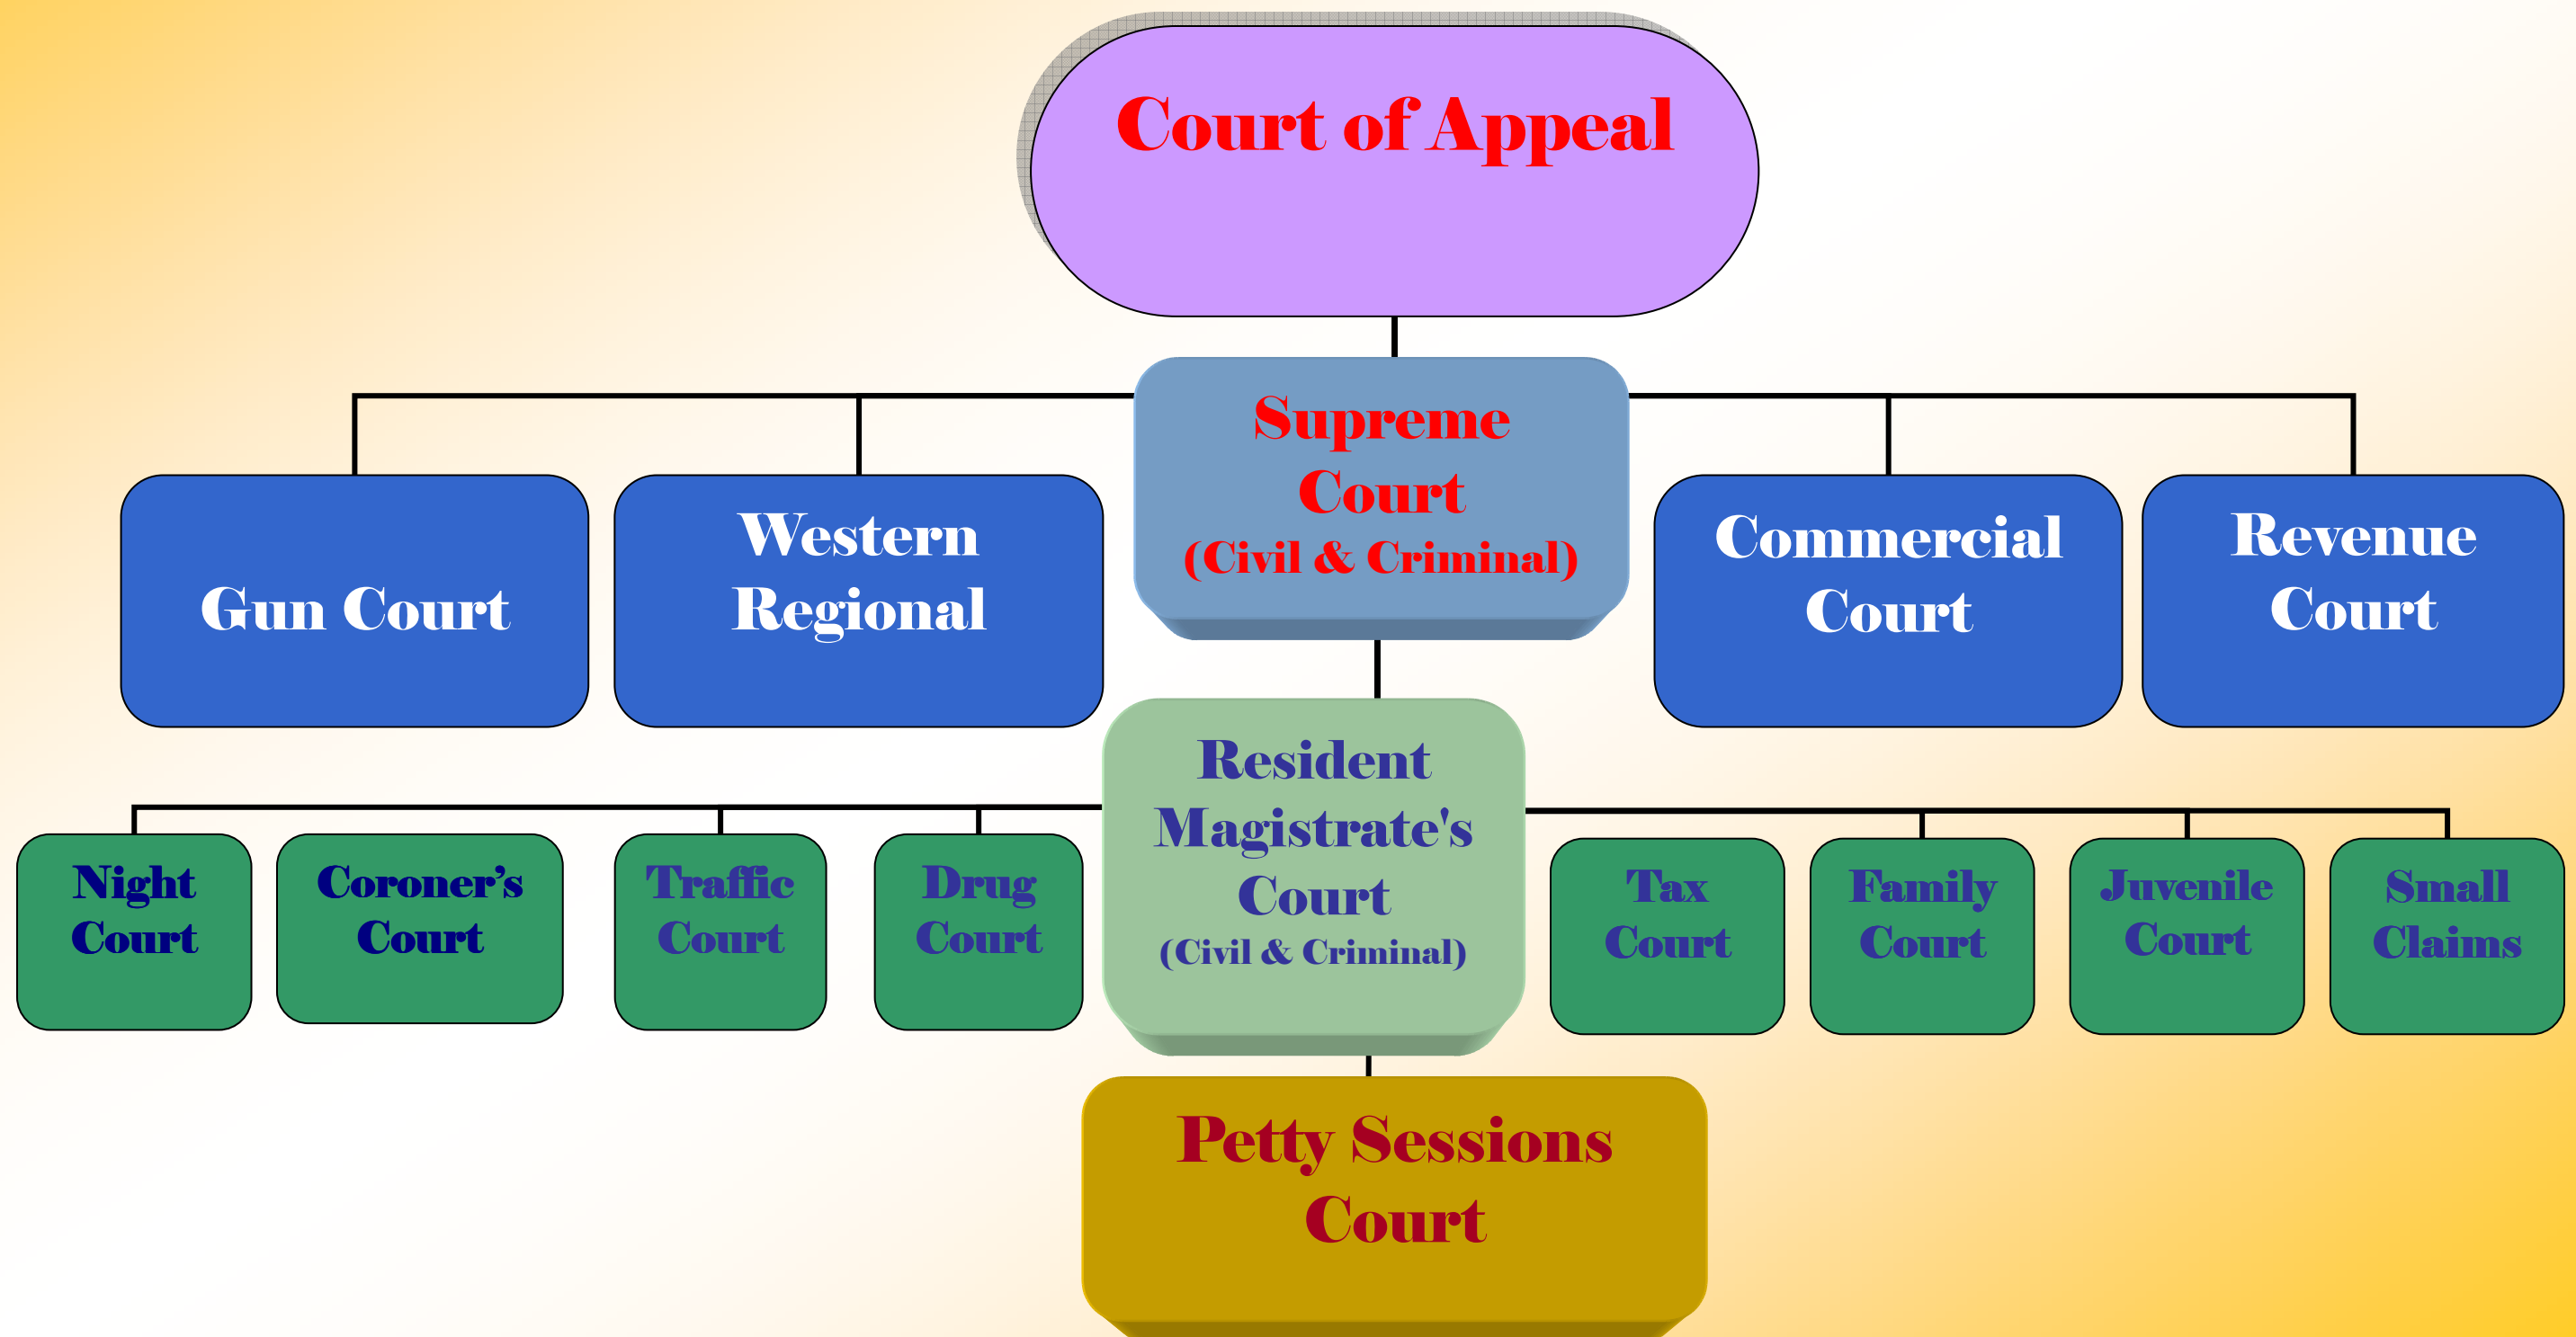 Court of Appeal
Supreme
Court
(Civil & Criminal)
Gun Court
Western
Regional
Commercial
Court
Revenue
Court
Resident
Magistrate's
Court
(Civil & Criminal)
Night
Court
Coroner’s
Court
Traffic
Court
Drug
Court
Tax
Court
Family
Court
Juvenile
Court
Small
Claims
Petty Sessions
Court